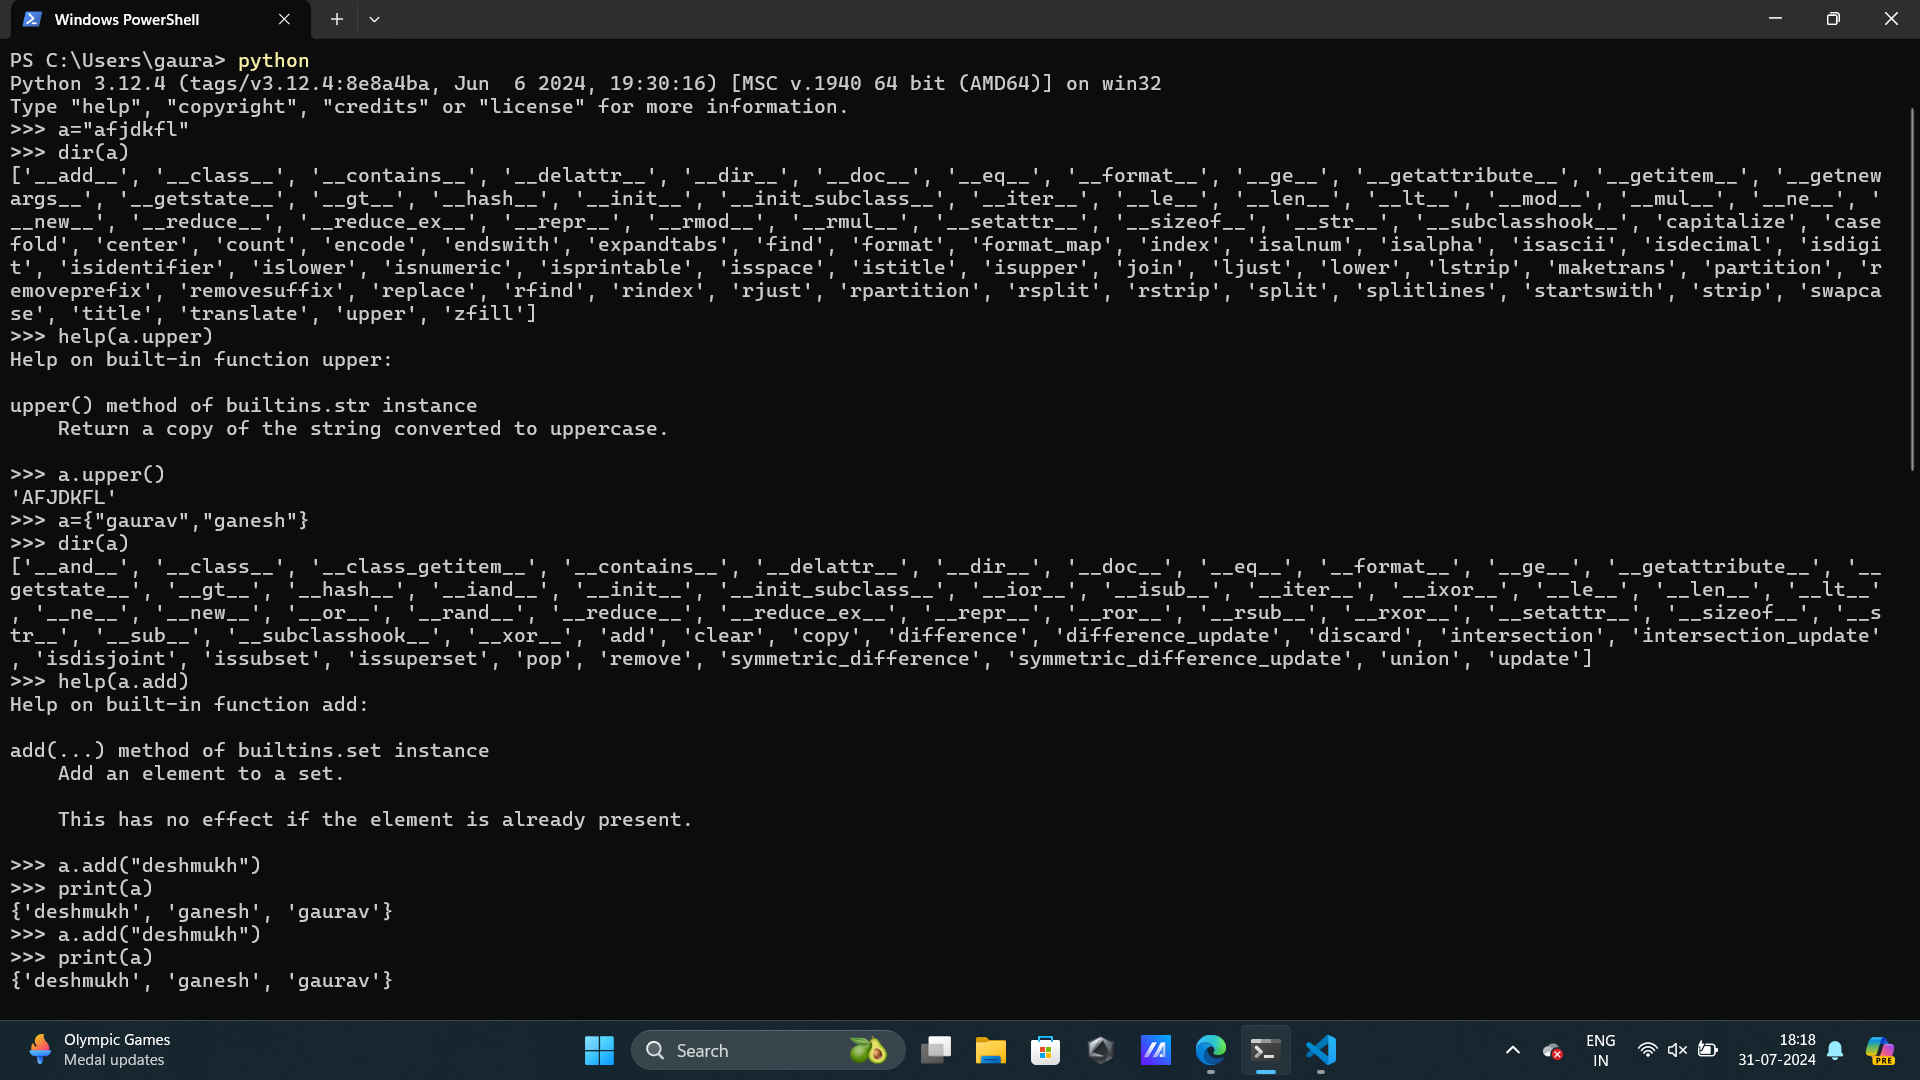 Windows PowerShell
PS C:\Users\gaura> python
Python 3.12.4 (tags/v3.12.4:8e8a4ba, Jun  6 2024, 19:30:16) [MSC v.1940 64 bit (AMD64)] on win32
Type "help", "copyright", "credits" or "license" for more information.
>>> a="afjdkfl"
>>> dir(a)
['__add__', '__class__', '__contains__', '__delattr__', '__dir__', '__doc__', '__eq__', '__format__', '__ge__', '__getattribute__', '__getitem__', '__getnew
args__', '__getstate__', '__gt__', '__hash__', '__init__', '__init_subclass__', '__iter__', '__le__', '__len__', '__lt__', '__mod__', '__mul__', '__ne__', '
__new__', '__reduce__', '__reduce_ex__', '__repr__', '__rmod__', '__rmul__', '__setattr__', '__sizeof__', '__str__', '__subclasshook__', 'capitalize', 'case
fold', 'center', 'count', 'encode', 'endswith', 'expandtabs', 'find', 'format', 'format_map', 'index', 'isalnum', 'isalpha', 'isascii', 'isdecimal', 'isdigi
t', 'isidentifier', 'islower', 'isnumeric', 'isprintable', 'isspace', 'istitle', 'isupper', 'join', 'ljust', 'lower', 'lstrip', 'maketrans', 'partition', 'r
emoveprefix', 'removesuffix', 'replace', 'rfind', 'rindex', 'rjust', 'rpartition', 'rsplit', 'rstrip', 'split', 'splitlines', 'startswith', 'strip', 'swapca
se', 'title', 'translate', 'upper', 'zfill']
>>> help(a.upper)
Help on built-in function upper:

upper() method of builtins.str instance
    Return a copy of the string converted to uppercase.

>>> a.upper()
'AFJDKFL'
>>> a={"gaurav","ganesh"}
>>> dir(a)
['__and__', '__class__', '__class_getitem__', '__contains__', '__delattr__', '__dir__', '__doc__', '__eq__', '__format__', '__ge__', '__getattribute__', '__
getstate__', '__gt__', '__hash__', '__iand__', '__init__', '__init_subclass__', '__ior__', '__isub__', '__iter__', '__ixor__', '__le__', '__len__', '__lt__'
, '__ne__', '__new__', '__or__', '__rand__', '__reduce__', '__reduce_ex__', '__repr__', '__ror__', '__rsub__', '__rxor__', '__setattr__', '__sizeof__', '__s
tr__', '__sub__', '__subclasshook__', '__xor__', 'add', 'clear', 'copy', 'difference', 'difference_update', 'discard', 'intersection', 'intersection_update'
, 'isdisjoint', 'issubset', 'issuperset', 'pop', 'remove', 'symmetric_difference', 'symmetric_difference_update', 'union', 'update']
>>> help(a.add)
Help on built-in function add:

add(...) method of builtins.set instance
    Add an element to a set.

    This has no effect if the element is already present.

>>> a.add("deshmukh")
>>> print(a)
{'deshmukh', 'ganesh', 'gaurav'}
>>> a.add("deshmukh")
>>> print(a)
{'deshmukh', 'ganesh', 'gaurav'}
Olympic Games
Medal updates
Search
ENG
IN
18:18
31-07-2024
PRE